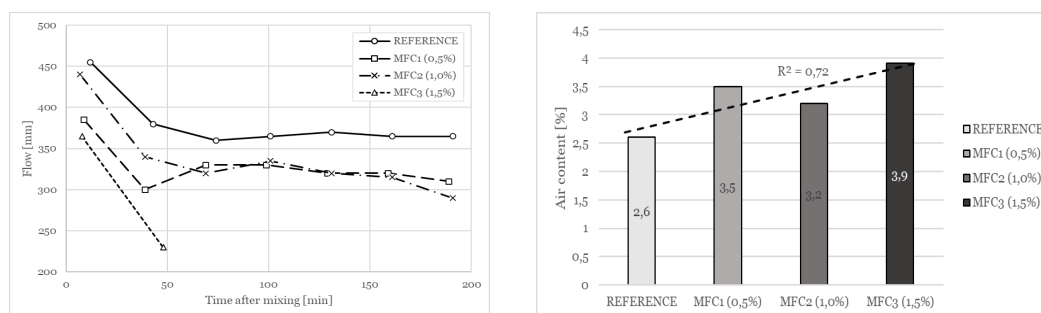 500
450
400
350
300
250
200
0
50
100
150
200
Flow [mm]
Time after mixing [min]
REFERENCE
MFC1 (0,5%)
MFC2 (1,0%)
MFC3 (1,5%)
4,5
4
3,5
3
2,5
2
1,5
1
0,5
0
Air content [%]
R² = 0,72
2,6
3,5
3,2
3,9
REFERENCE
MFC1 (0,5%)
MFC2 (1,0%)
MFC3 (1,5%)
REFERENCE
MFC1 (0,5%)
MFC2 (1,0%)
MFC3 (1,5%)